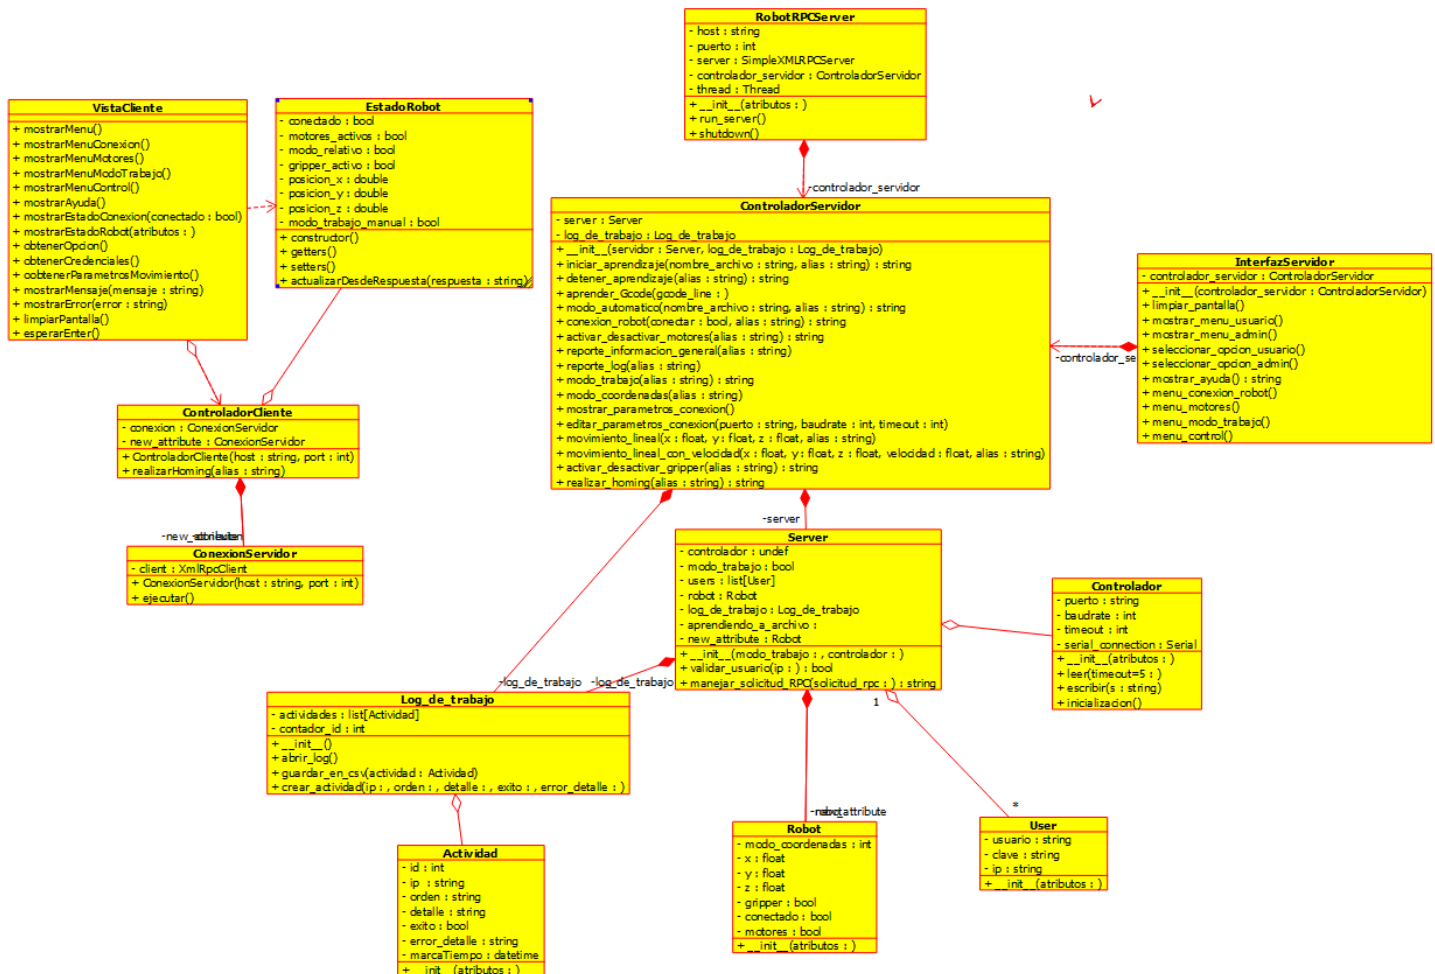 RobotRPCServer
- host : string
- puerto : int
- server : SimpleXMLRPCServer
- controlador_servidor : ControladorServidor
- thread : Thread
+ __init__(atributos : )
+ run_server()
+ shutdown()
VistaCliente
+ mostrarMenu()
+ mostrarMenuConexion()
+ mostrarMenuMotores()
+ mostrarMenuModoTrabajo()
+ mostrarMenuControl()
+ mostrarAyuda()
+ mostrarEstadoConexion(conectado : bool)
+ mostrarEstadoRobot(atributos : )
+ obtenerOpcion()
+ obtenerCredenciales()
+ oobtenerParametrosMovimiento()
+ mostrarMensaje(mensaje : string)
+ mostrarError(error : string)
+ limpiarPantalla()
+ esperarEnter()
EstadoRobot
- conectado : bool
- motores_activos : bool
- modo_relativo : bool
- gripper_activo : bool
- posicion_x : double
- posicion_y : double
- posicion_z : double
- modo_trabajo_manual : bool
+ constructor()
+ getters()
+ setters()
+ actualizarDesdeRespuesta(respuesta : string)
-controlador_servidor
ControladorServidor
- server : Server
- log_de_trabajo : Log_de_trabajo
+ __init__(servidor : Server, log_de_trabajo : Log_de_trabajo)
+ iniciar_aprendizaje(nombre_archivo : string, alias : string) : string
+ detener_aprendizaje(alias : string) : string
+ aprender_Gcode(gcode_line : )
+ modo_automatico(nombre_archivo : string, alias : string) : string
+ conexion_robot(conectar : bool, alias : string) : string
+ activar_desactivar_motores(alias : string) : string
+ reporte_informacion_general(alias : string)
+ reporte_log(alias : string)
+ modo_trabajo(alias : string) : string
+ modo_coordenadas(alias : string)
+ mostrar_parametros_conexion()
+ editar_parametros_conexion(puerto : string, baudrate : int, timeout : int)
+ movimiento_lineal(x : float, y : float, z : float, alias : string)
+ movimiento_lineal_con_velocidad(x : float, y : float, z : float, velocidad : float, alias : string)
+ activar_desactivar_gripper(alias : string) : string
+ realizar_homing(alias : string) : string
InterfazServidor
- controlador_servidor : ControladorServidor
+ __init__(controlador_servidor : ControladorServidor)
+ limpiar_pantalla()
+ mostrar_menu_usuario()
+ mostrar_menu_admin()
+ seleccionar_opcion_usuario()
+ seleccionar_opcion_admin()
+ mostrar_ayuda() : string
+ menu_conexion_robot()
+ menu_motores()
+ menu_modo_trabajo()
+ menu_control()
-controlador_se
ControladorCliente
- conexion : ConexionServidor
- new_attribute : ConexionServidor
+ ControladorCliente(host : string, port : int)
+ realizarHoming(alias : string)
ConexionServidor
- client : XmlRpcClient
+ ConexionServidor(host : string, port : int)
+ ejecutar()
-server
Server
- controlador : undef
- modo_trabajo : bool
- users : list[User]
- robot : Robot
- log_de_trabajo : Log_de_trabajo
- aprendiendo_a_archivo :
- new_attribute : Robot
+ __init__(modo_trabajo : , controlador : )
+ validar_usuario(ip : ) : bool
+ manejar_solicitud_RPC(solicitud_rpc : ) : string
Controlador
- puerto : string
- baudrate : int
- timeout : int
- serial_connection : Serial
+ __init__(atributos : )
+ leer(timeout=5 : )
+ escribir(s : string)
+ inicializacion()
-log_de_trabajo -log_de_trabajo
Log_de_trabajo
- actividades : list[Actividad]
- contador_id : int
+ __init__()
+ abrir_log()
+ guardar_en_csv(actividad : Actividad)
+ crear_actividad(ip : , orden : , detalle : , exito : , error_detalle : )
1
*
Actividad
- id : int
- ip : string
- orden : string
- detalle : string
- exito : bool
- error_detalle : string
- marcaTiempo : datetime
+ __init__(atributos : )
Robot
- modo_coordenadas : int
- x : float
- y : float
- z : float
- gripper : bool
- conectado : bool
- motores : bool
+ __init__(atributos : )
User
- usuario : string
- clave : string
- ip : string
+ __init__(atributos : )